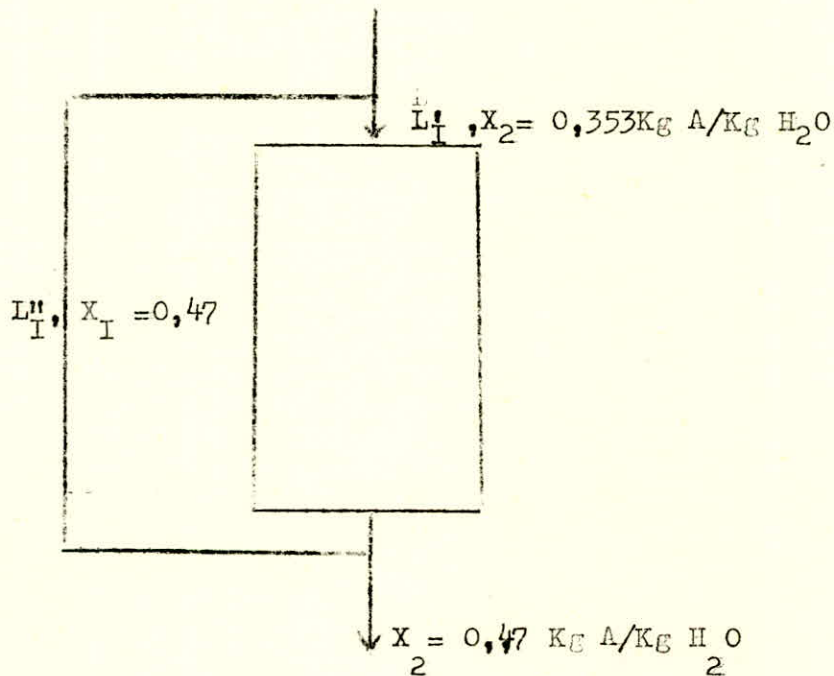 L'I ,X2= 0,353Kg A/Kg H2O
L"I, XI =0,47
X2= 0,47 Kg A/Kg H2O